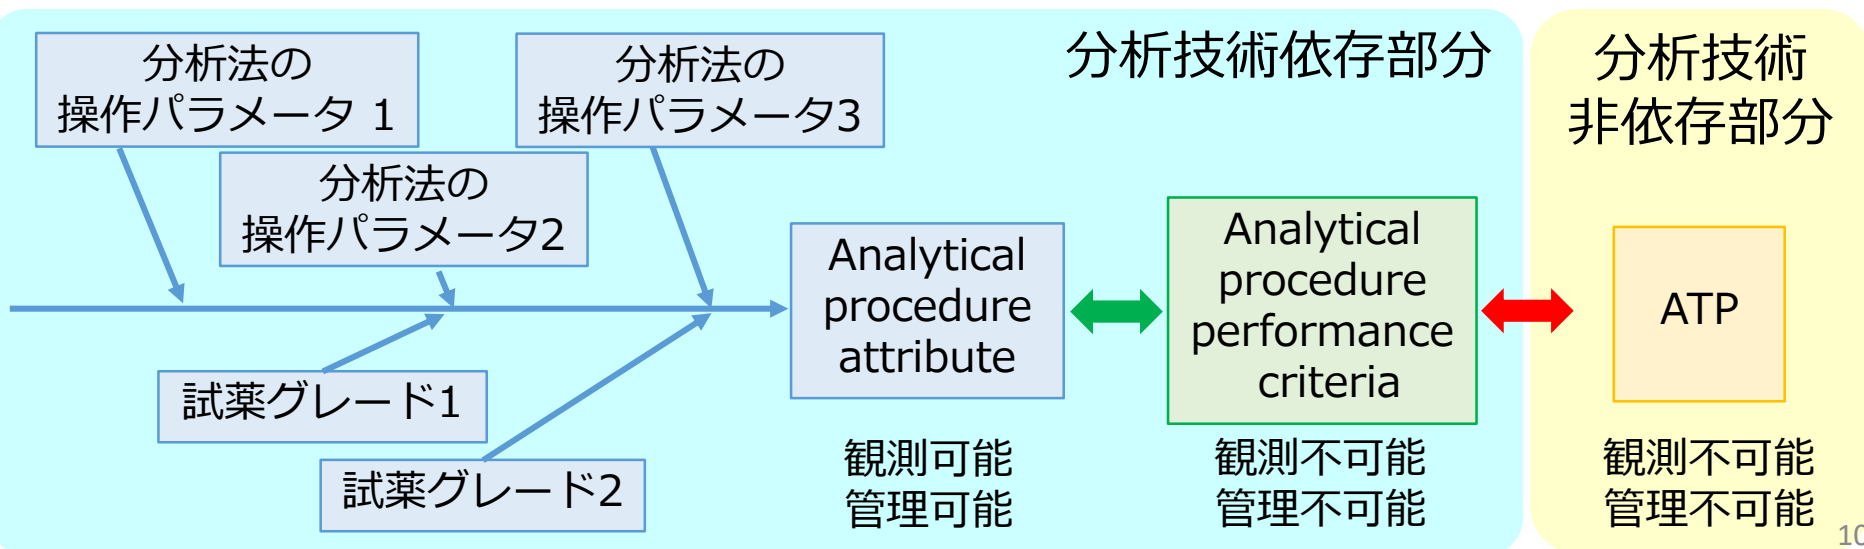 分析法の
操作パラメータ 1
分析法の
操作パラメータ2
分析法の
操作パラメータ3
分析技術依存部分
分析技術
非依存部分
試薬グレード1
試薬グレード2
Analytical
procedure
attribute
観測可能
管理可能
Analytical
procedure
performance
criteria
観測不可能
管理不可能
ATP
観測不可能
管理不可能
10